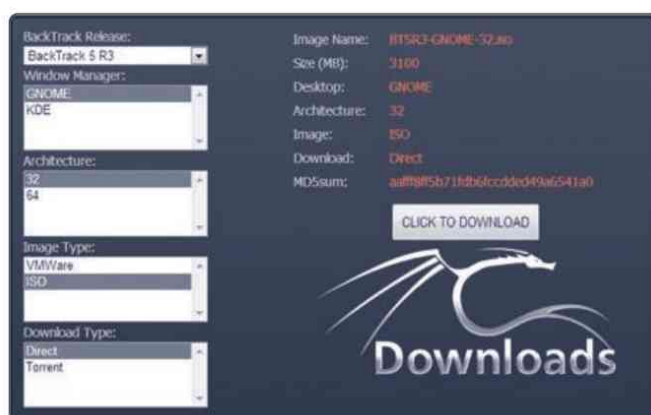 BackTrack Release:
BackTrack 5 R3
Window Manager:
GNOME
KDE
Architecture:
32
64
Image Type:
VMWare
ISO
Download Type:
Direct
Torrent
Image Name: BT5R3-GNOME-32.iso
Size (MB): 3100
Desktop: GNOME
Architecture: 32
Image: ISO
Download: Direct
MD5sum:
CLICK TO DOWNLOAD
Downloads